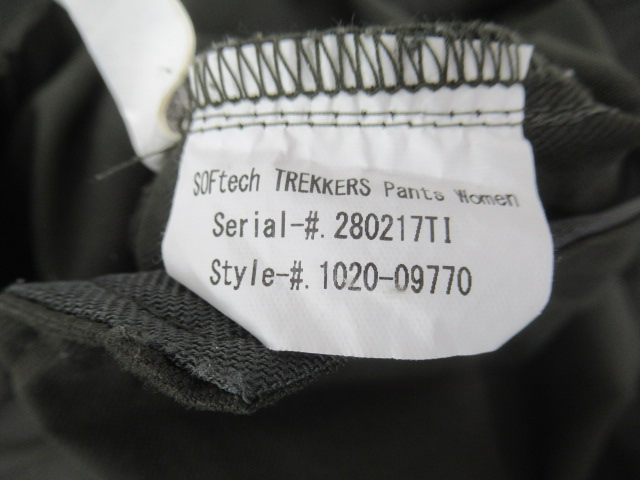 SOFtech TREKKERS Pants Women
Serial-#. 280217TI
Style-#. 1020-09770